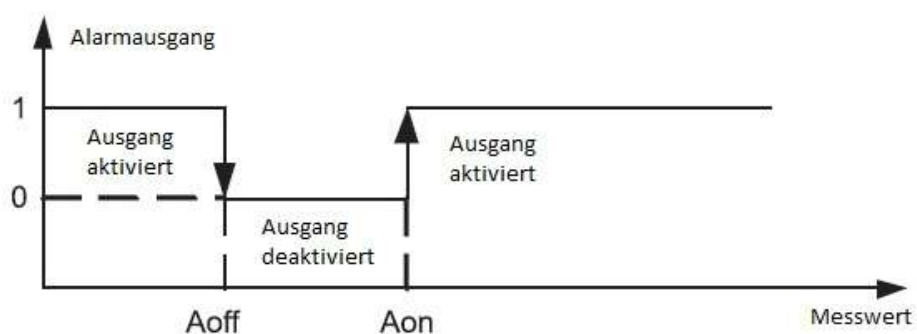 Alarmausgang
1
Ausgang
aktiviert
Ausgang
aktiviert
0
Ausgang
deaktiviert
Aoff
Aon
Messwert